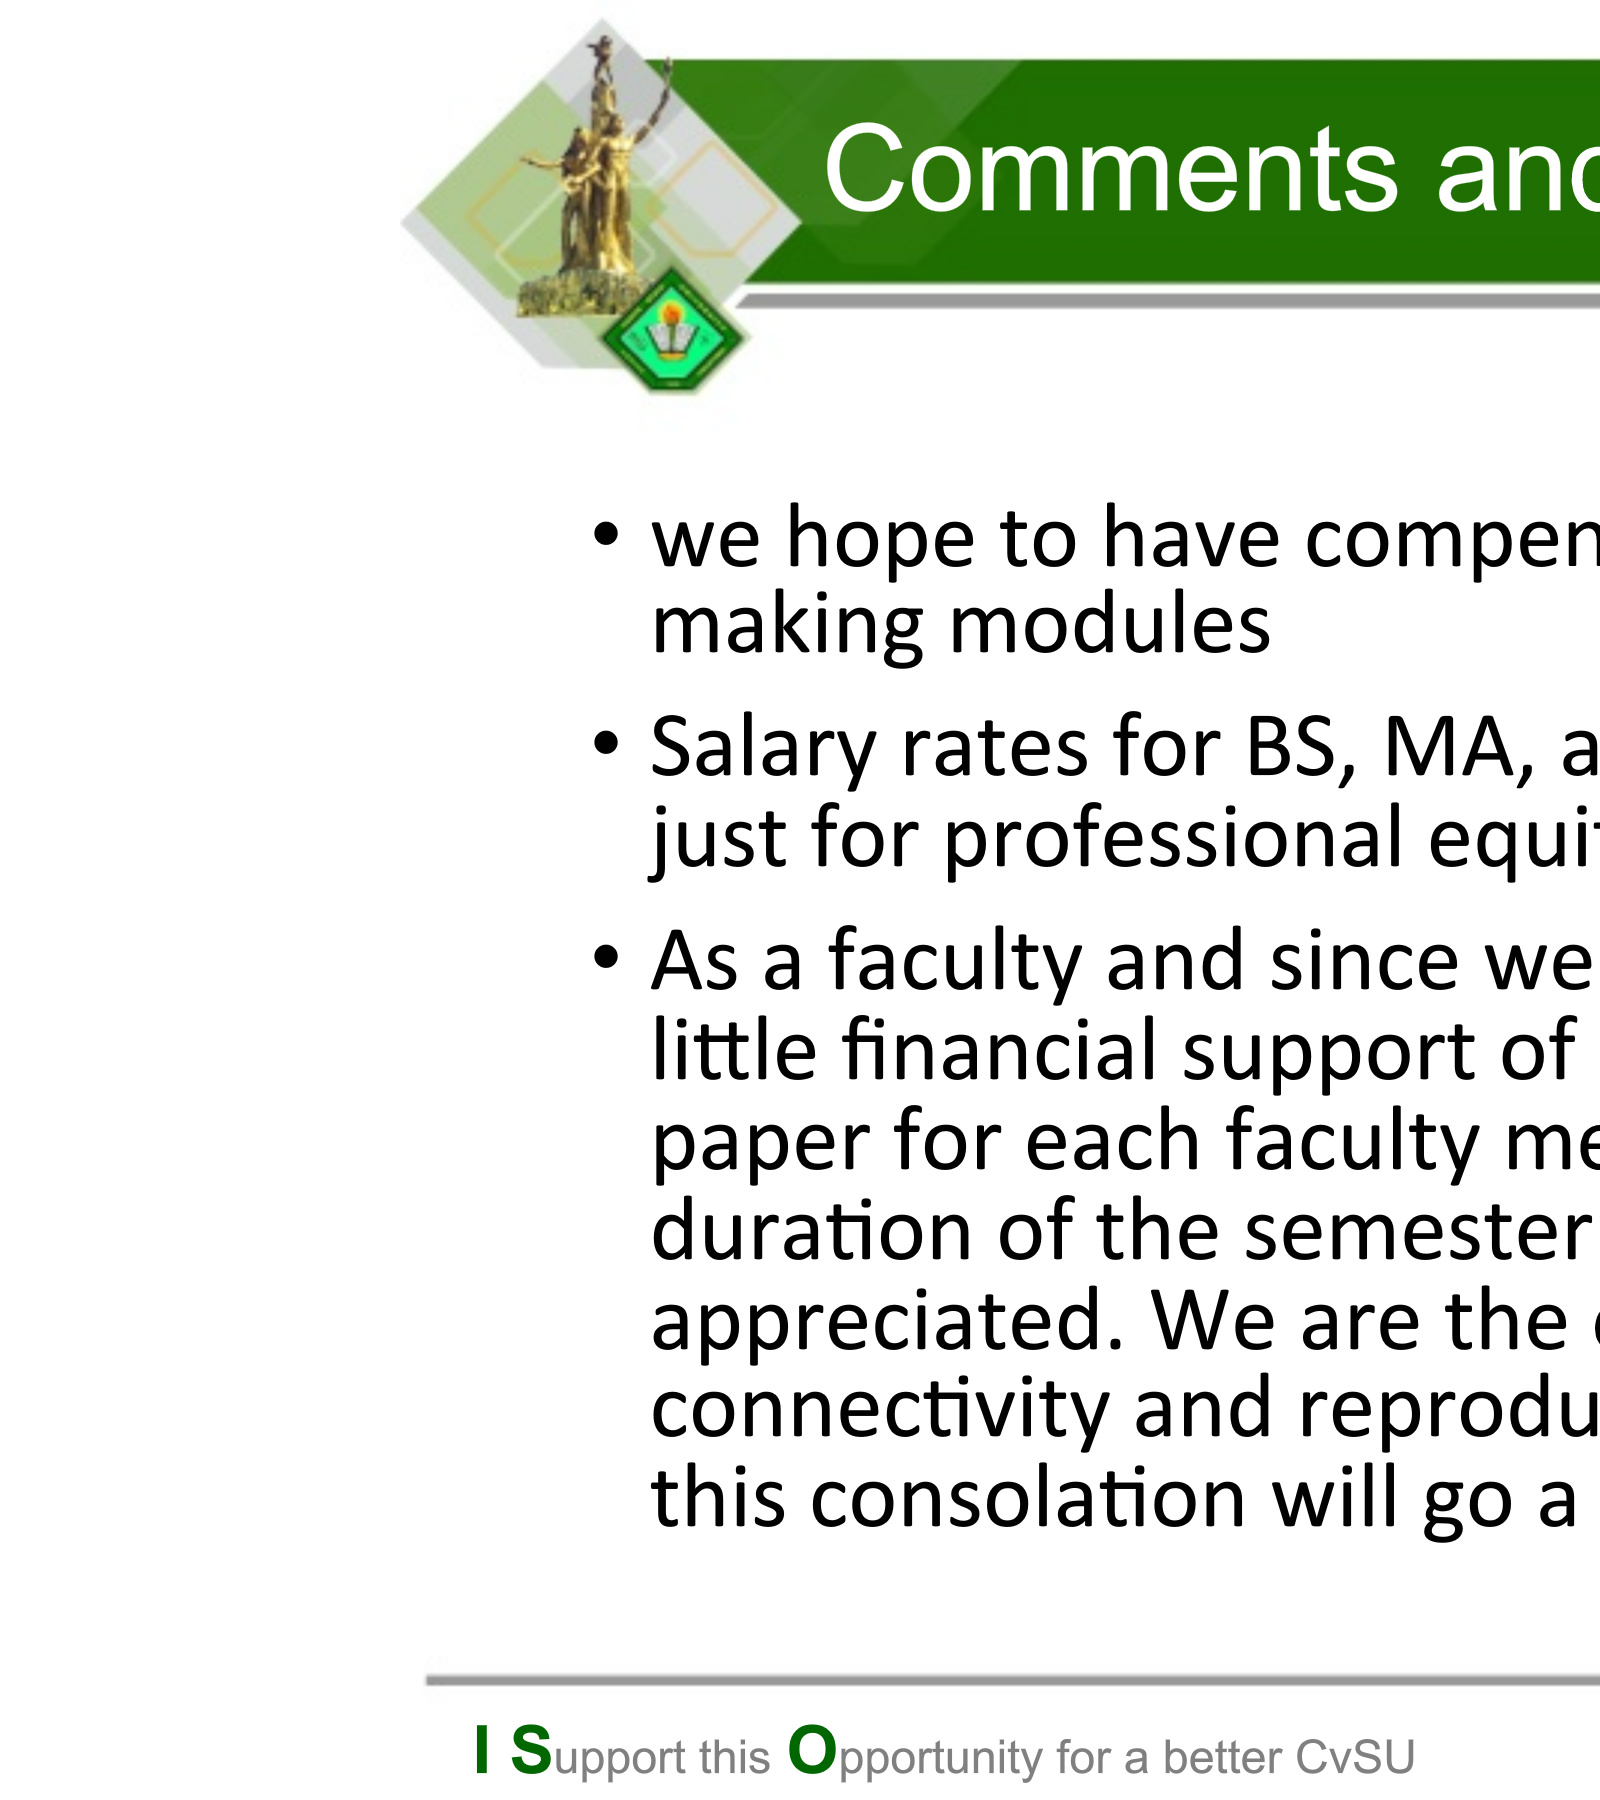 Comments and
• we hope to have compen
making modules
• Salary rates for BS, MA, a
just for professional equit
• As a faculty and since we
little financial support of
paper for each faculty me
duration of the semester
appreciated. We are the
connectivity and reprodu
this consolation will go a
I Support this Opportunity for a better CvSU